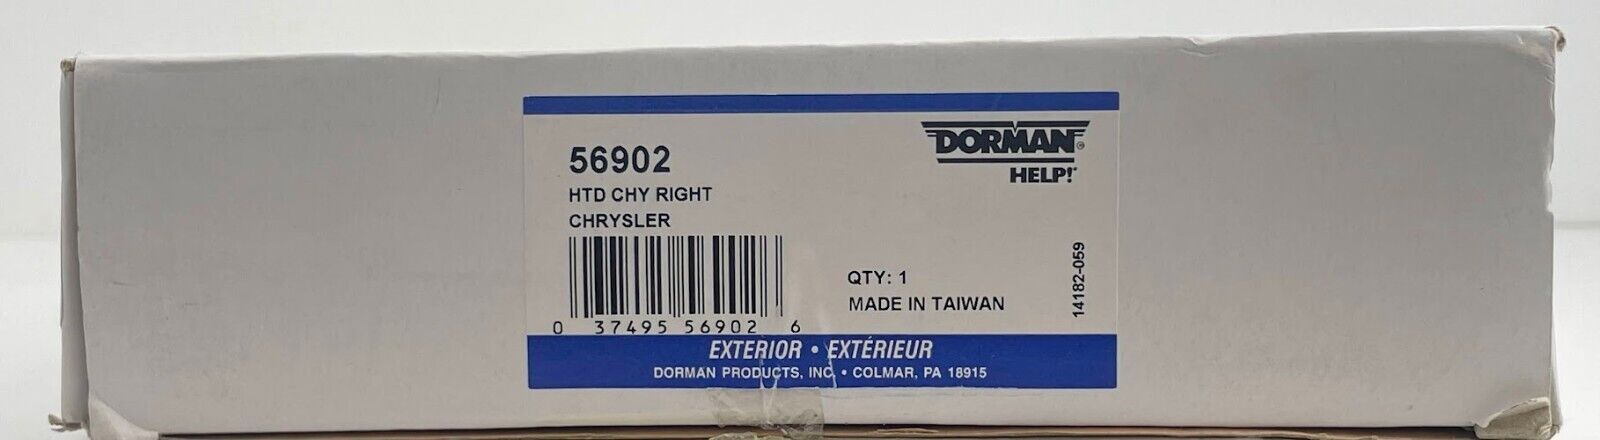 56902
HTD CHY RIGHT
CHRYSLER
0 37495 56902 6
DORMAN®
HELP!®
QTY: 1
MADE IN TAIWAN
14182-059
EXTERIOR • EXTÉRIEUR
DORMAN PRODUCTS, INC. • COLMAR, PA 18915